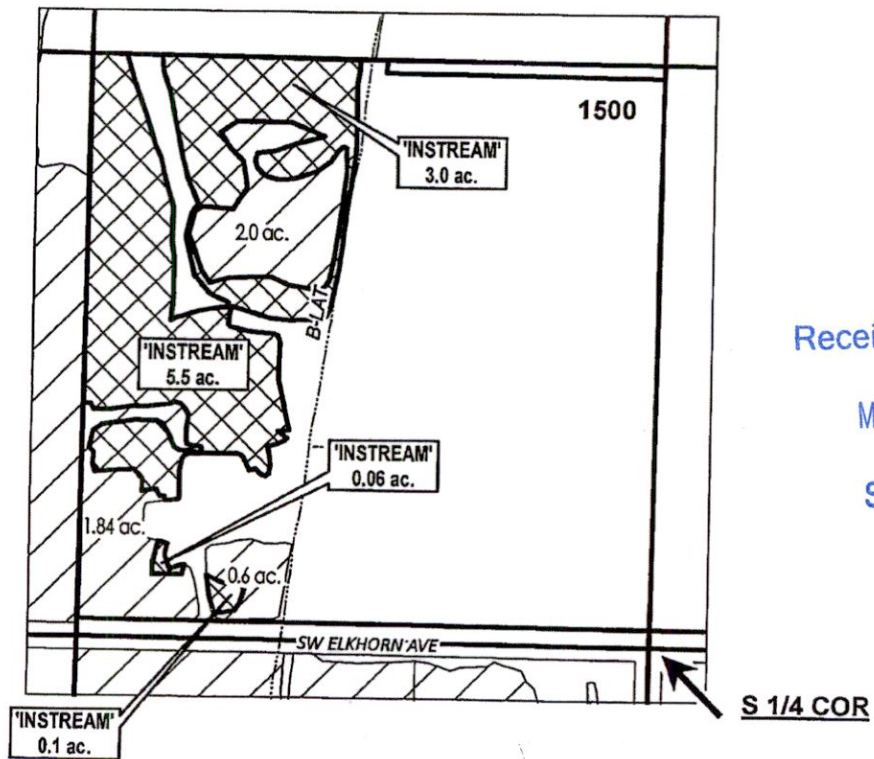 1500
'INSTREAM'
3.0 ac.
2.0 ac.
B-LAT
'INSTREAM'
5.5 ac.
'INSTREAM'
0.06 ac.
1.84 ac.
0.6 ac.
SW ELKHORN AVE
S 1/4 COR
'INSTREAM'
0.1 ac.